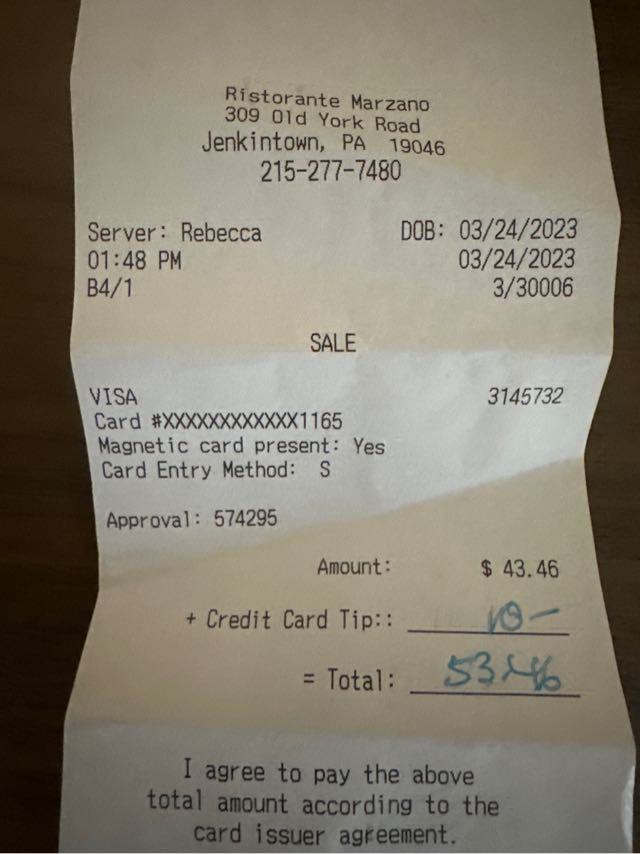 Ristorante Marzano
309 Old York Road
Jenkintown, PA 19046
215-277-7480
Server: Rebecca DOB: 03/24/2023
01:48 PM 03/24/2023
B4/1 3/30006
SALE
VISA 3145732
Card #XXXXXXXXXXXX1165
Magnetic card present: Yes
Card Entry Method: S
Approval: 574295
Amount: $ 43.46
+ Credit Card Tip:: 10-
= Total: 53.46
I agree to pay the above
total amount according to the
card issuer agreement.